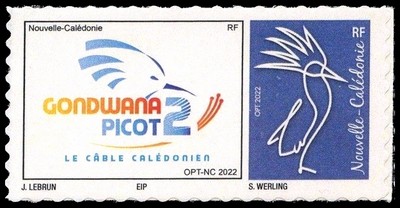 Nouvelle-Calédonie RF
GONDWANA
PICOT 2
LE CÂBLE CALÉDONIEN
OPT-NC 2022
J. LEBRUN EIP S. WERLING
RF
OPT 2022
Nouvelle-Calédonie